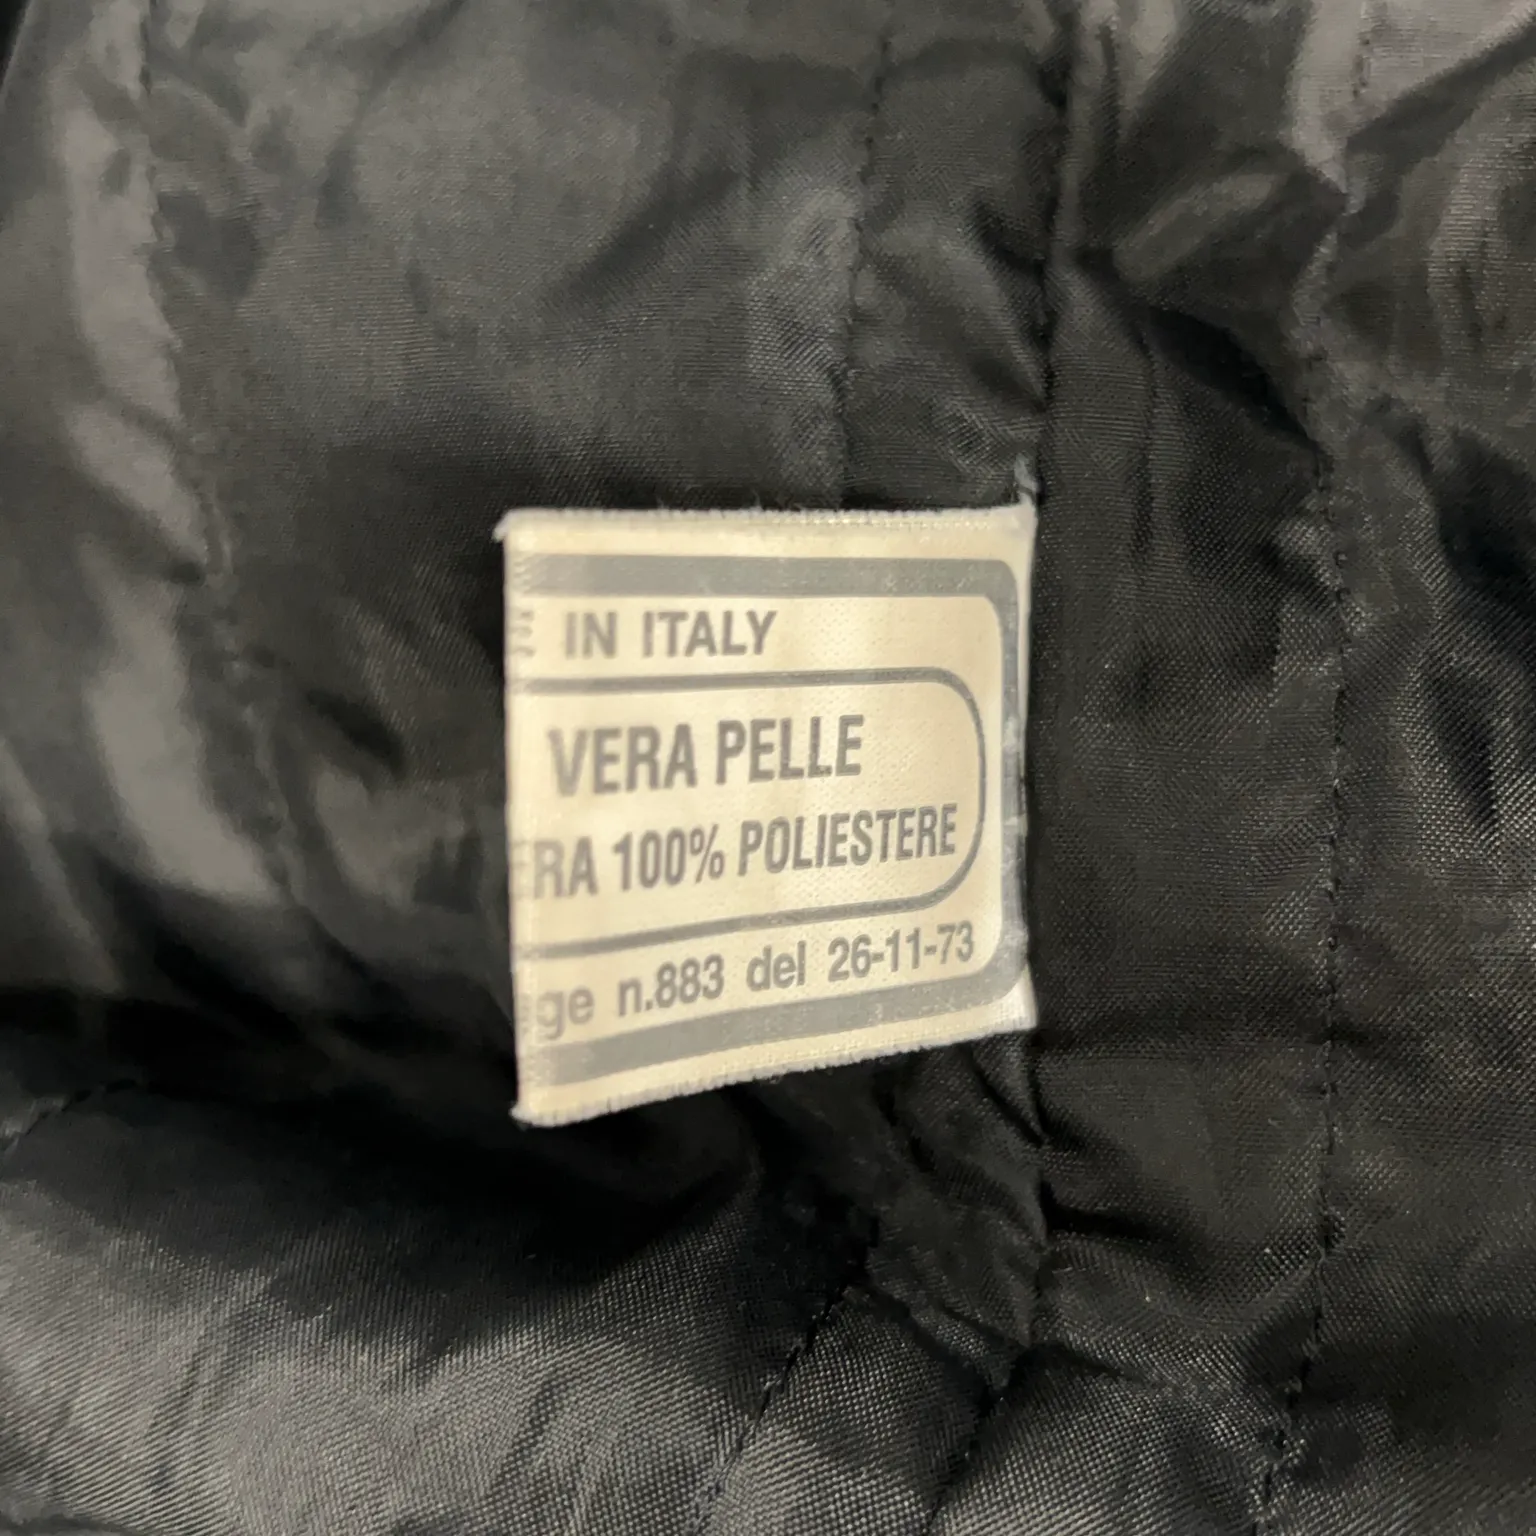 IN ITALY
VERA PELLE
RA 100% POLIESTERE
ge n.883 del 26-11-73